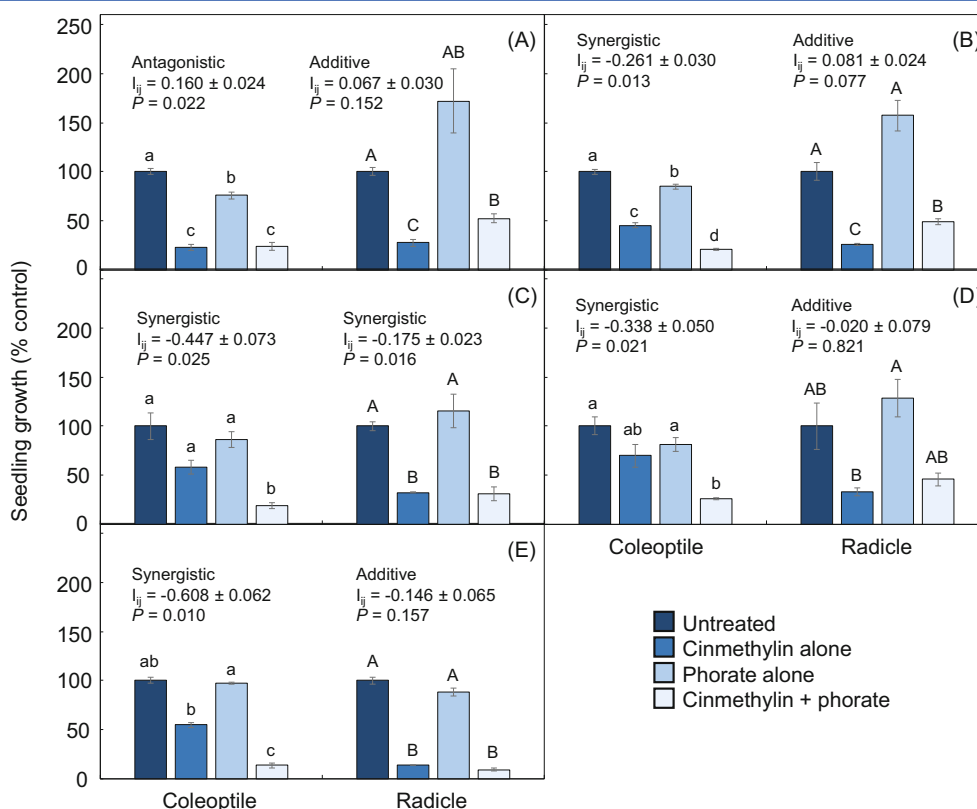 Seedling growth (% control)
250
200
150
100
50
0
(A)
Antagonistic
Iij = 0.160 ± 0.024
P = 0.022
Additive
Iij = 0.067 ± 0.030
P = 0.152
a
c
b
c
A
C
AB
B
(B)
Synergistic
Iij = -0.261 ± 0.030
P = 0.013
Additive
Iij = 0.081 ± 0.024
P = 0.077
a
c
b
d
A
C
A
B
200
150
100
50
0
(C)
Synergistic
Iij = -0.447 ± 0.073
P = 0.025
Synergistic
Iij = -0.175 ± 0.023
P = 0.016
a
a
a
b
A
B
A
B
(D)
Synergistic
Iij = -0.338 ± 0.050
P = 0.021
Additive
Iij = -0.020 ± 0.079
P = 0.821
a
ab
a
b
AB
B
A
AB
Coleoptile
Radicle
200
150
100
50
0
(E)
Synergistic
Iij = -0.608 ± 0.062
P = 0.010
Additive
Iij = -0.146 ± 0.065
P = 0.157
ab
b
a
c
A
B
A
B
Coleoptile
Radicle
Untreated
Cinmethylin alone
Phorate alone
Cinmethylin + phorate